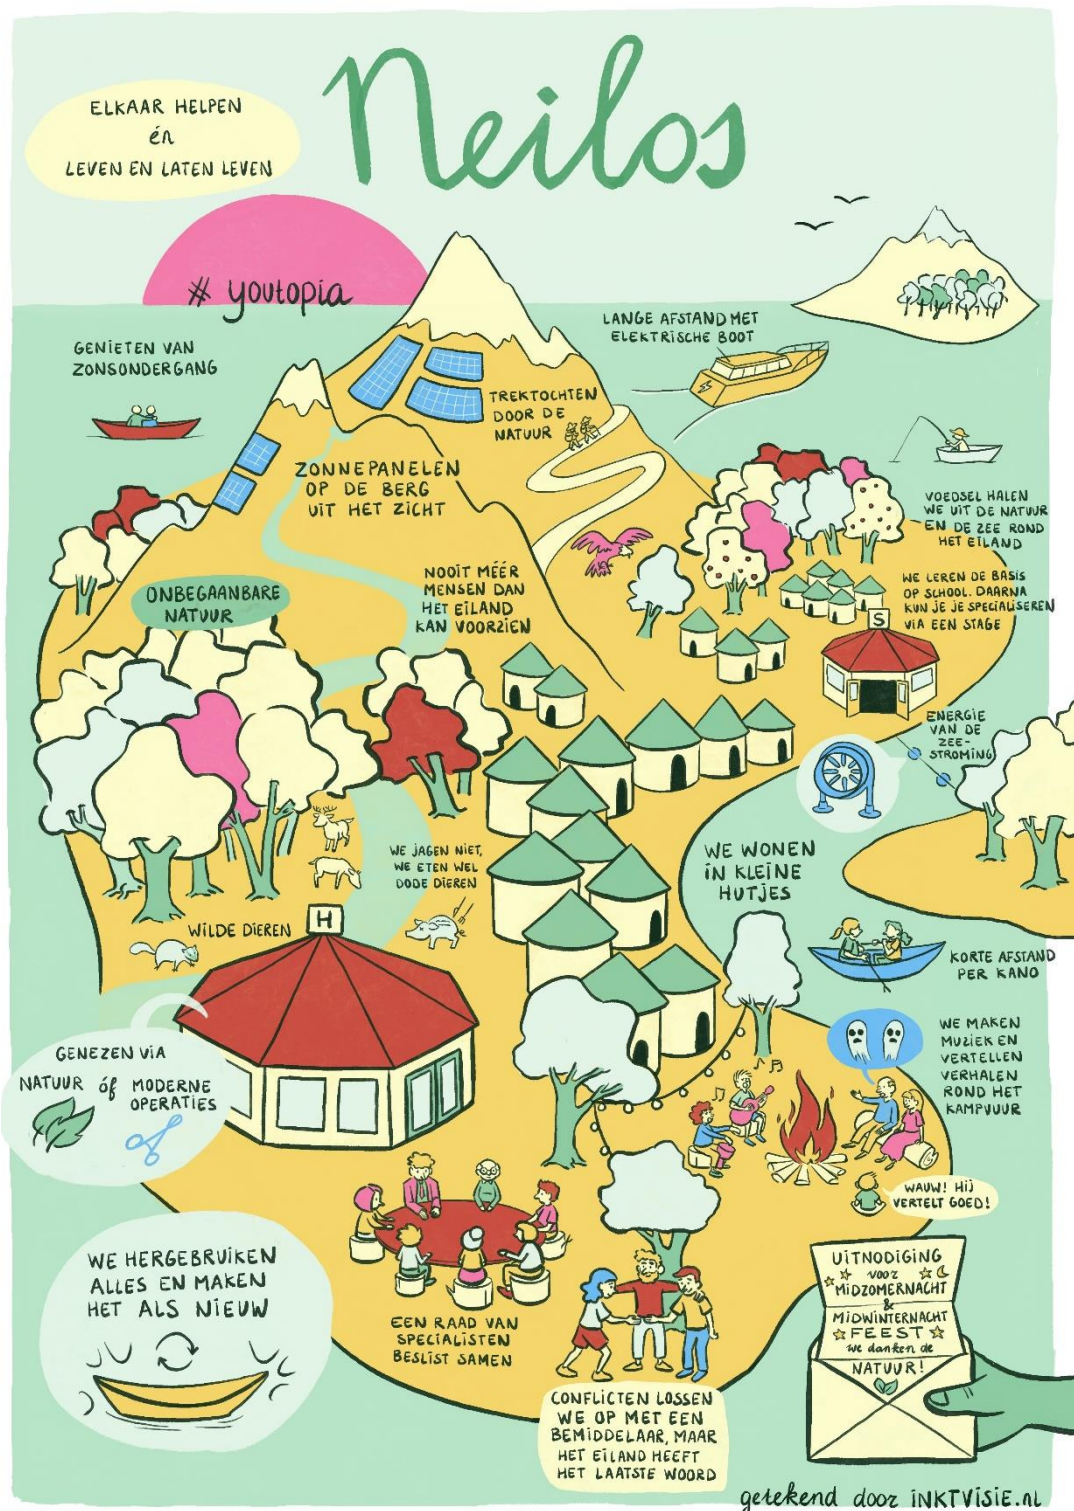 Neilos
ELKAAR HELPEN
én
LEVEN EN LATEN LEVEN
# youtopia
GENIETEN VAN
ZONSONDERGANG
LANGE AFSTAND MET
ELEKTRISCHE BOOT
TREKTOCHTEN
DOOR DE
NATUUR
ZONNEPANELEN
OP DE BERG
UIT HET ZICHT
VOEDSEL HALEN
WE UIT DE NATUUR
EN DE ZEE ROND
HET EILAND
ONBEGAANBARE
NATUUR
NOOIT MÉÉR
MENSEN DAN
HET EILAND
KAN VOORZIEN
WE LEREN DE BASIS
OP SCHOOL. DAARNA
KUN JE JE SPECIALISEREN
VIA EEN STAGE
S
ENERGIE
VAN DE
ZEE-
STROMING
WE JAGEN NIET,
WE ETEN WEL
DODE DIEREN
WE WONEN
IN KLEINE
HUTJES
WILDE DIEREN
H
KORTE AFSTAND
PER KANO
GENEZEN VIA
NATUUR óf MODERNE
OPERATIES
WE MAKEN
MUZIEK EN
VERTELLEN
VERHALEN
ROND HET
KAMPVUUR
WAUW! HIJ
VERTELT GOED!
WE HERGEBRUIKEN
ALLES EN MAKEN
HET ALS NIEUW
EEN RAAD VAN
SPECIALISTEN
BESLIST SAMEN
CONFLICTEN LOSSEN
WE OP MET EEN
BEMIDDELAAR, MAAR
HET EILAND HEEFT
HET LAATSTE WOORD
UITNODIGING
voor
MIDZOMERNACHT
&
MIDWINTERNACHT
FEEST
we danken de
NATUUR!
getekend door INKTVISIE.nl